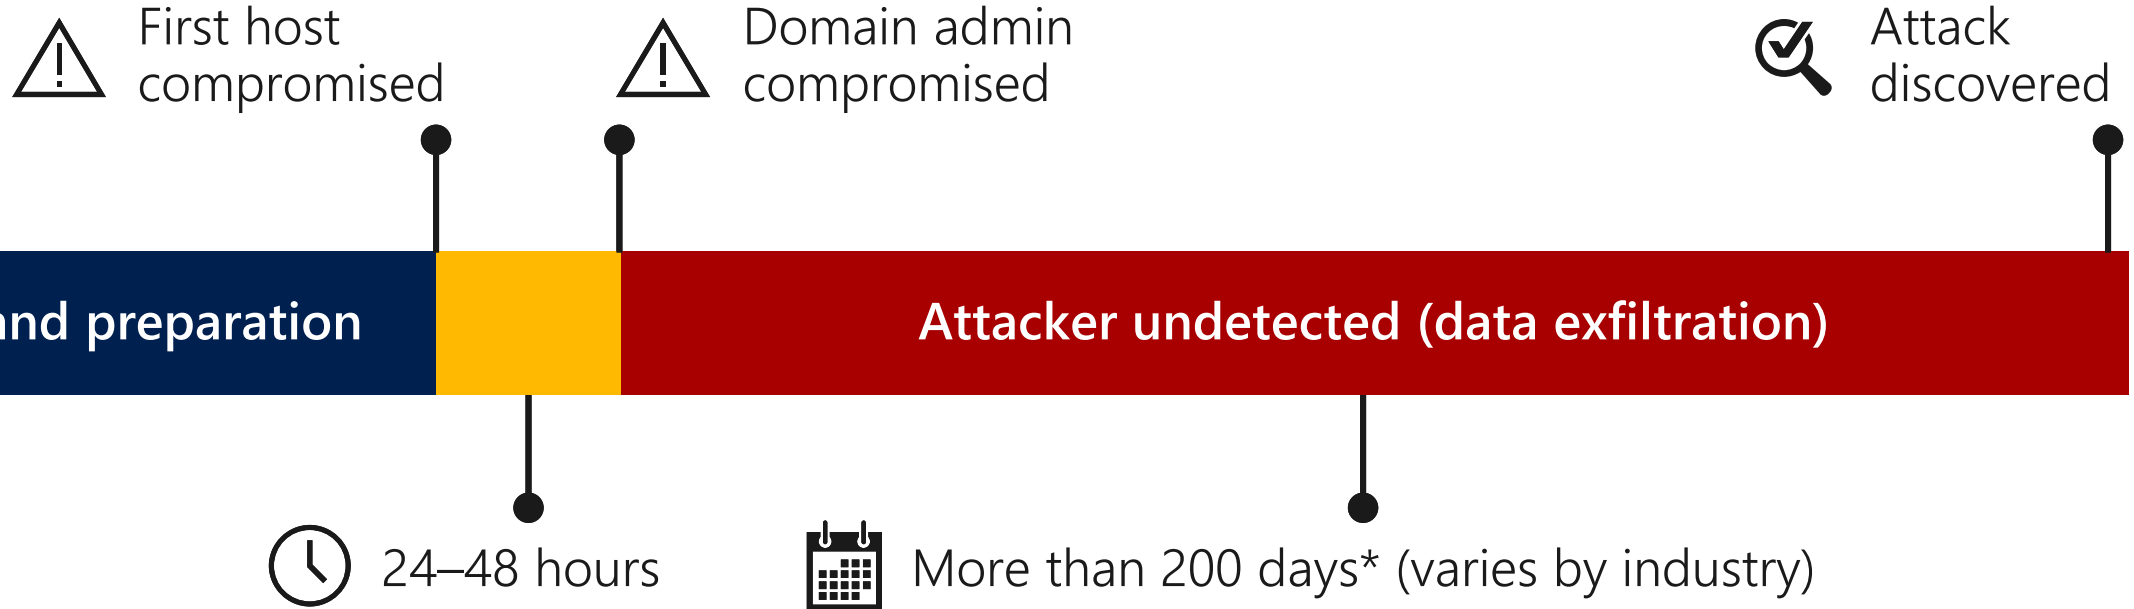 First host
compromised
Domain admin
compromised
Attack
discovered
and preparation
Attacker undetected (data exfiltration)
24–48 hours
More than 200 days* (varies by industry)